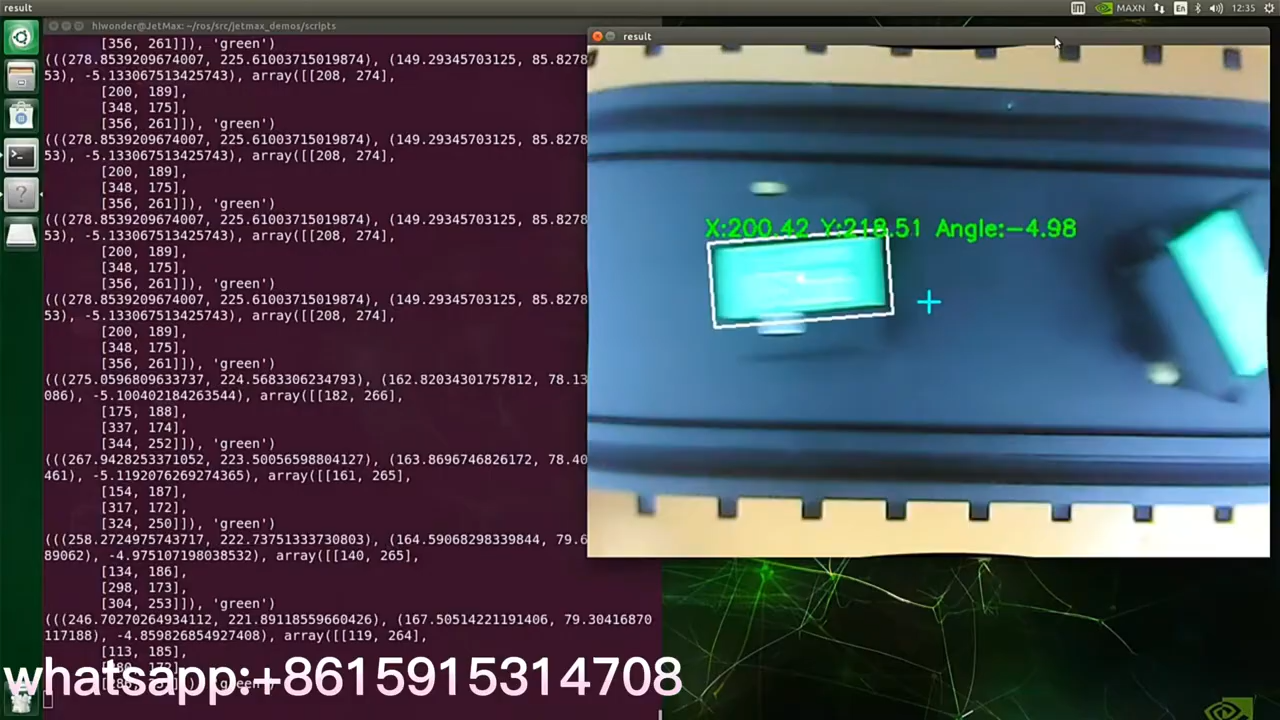 result
MAXN
En
12:35
hiwonder@JetMax: ~/ros/src/jetmax_demos/scripts
[356, 261]]), 'green')
(((278.8539209674007, 225.61003715019874), (149.29345703125, 85.8278
53), -5.133067513425743), array([[208, 274],
[200, 189],
[348, 175],
[356, 261]]), 'green')
(((278.8539209674007, 225.61003715019874), (149.29345703125, 85.8278
53), -5.133067513425743), array([[208, 274],
[200, 189],
[348, 175],
[356, 261]]), 'green')
(((278.8539209674007, 225.61003715019874), (149.29345703125, 85.8278
53), -5.133067513425743), array([[208, 274],
[200, 189],
[348, 175],
[356, 261]]), 'green')
(((278.8539209674007, 225.61003715019874), (149.29345703125, 85.8278
53), -5.133067513425743), array([[208, 274],
[200, 189],
[348, 175],
[356, 261]]), 'green')
(((275.0596809633737, 224.5683306234793), (162.82034301757812, 78.13
086), -5.100402184263544), array([[182, 266],
[175, 188],
[337, 174],
[344, 252]]), 'green')
(((267.9428253371052, 223.50056598804127), (163.8696746826172, 78.40
461), -5.1192076269274365), array([[161, 265],
[154, 187],
[317, 172],
[324, 250]]), 'green')
(((258.2724975743717, 222.73751333730803), (164.59068298339844, 79.6
89062), -4.975107198038532), array([[140, 265],
[134, 186],
[298, 173],
[304, 253]]), 'green')
(((246.70270264934112, 221.89118559660426), (167.50514221191406, 79.30416870
117188), -4.859826854927408), array([[119, 264],
[113, 185],
result
X:200.42 Y:218.51 Angle:-4.98
whatsapp:+8615915314708